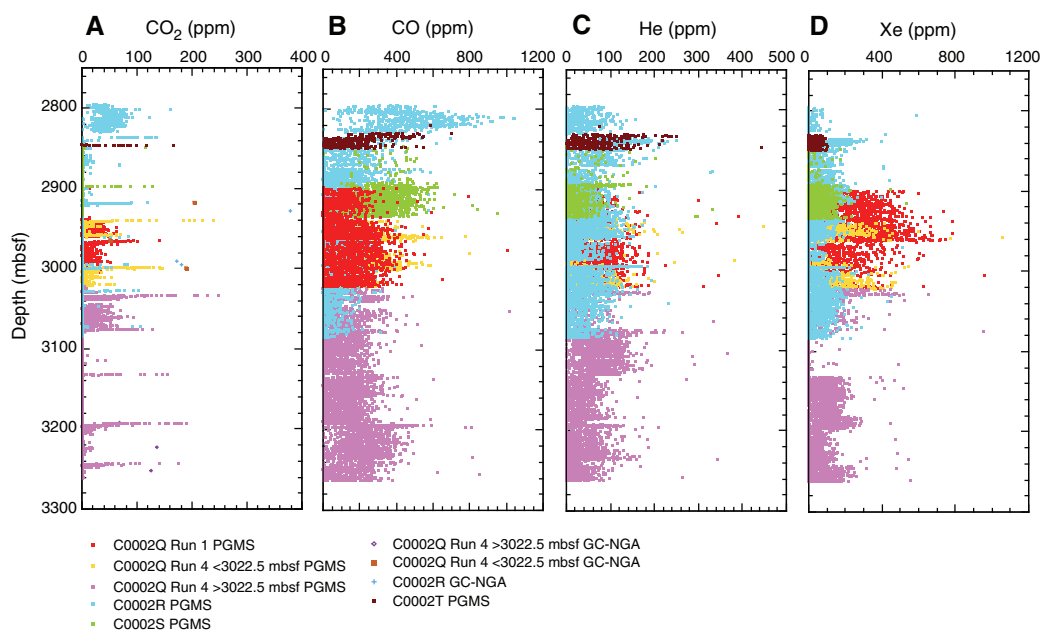 A CO2 (ppm) B CO (ppm) C He (ppm) D Xe (ppm)
0 100 200 300 400 0 400 800 1200 0 100 200 300 400 500 0 400 800 1200
2800
2900
3000
3100
3200
3300
Depth (mbsf)
C0002Q Run 1 PGMS
C0002Q Run 4 <3022.5 mbsf PGMS
C0002Q Run 4 >3022.5 mbsf PGMS
C0002R PGMS
C0002S PGMS
C0002Q Run 4 >3022.5 mbsf GC-NGA
C0002Q Run 4 <3022.5 mbsf GC-NGA
C0002R GC-NGA
C0002T PGMS